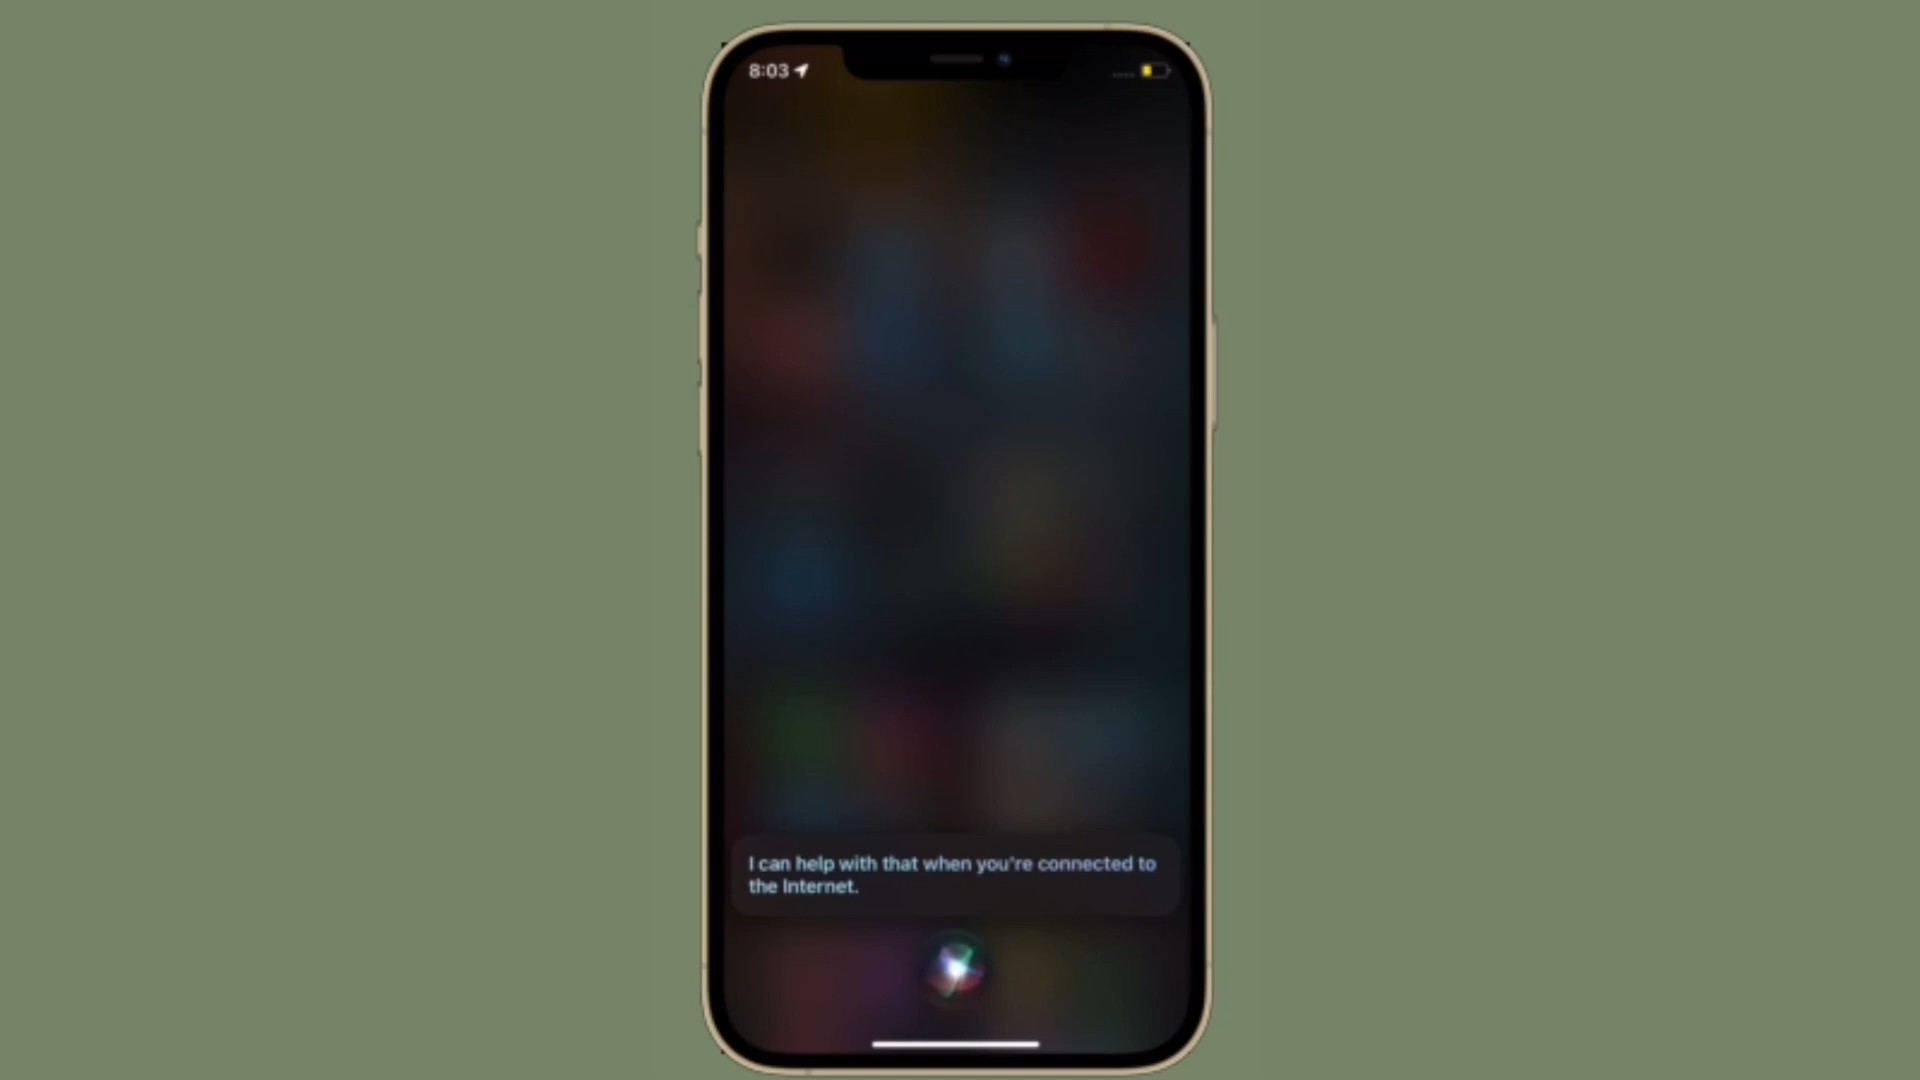 8:03
I can help with that when you're connected to
the Internet.